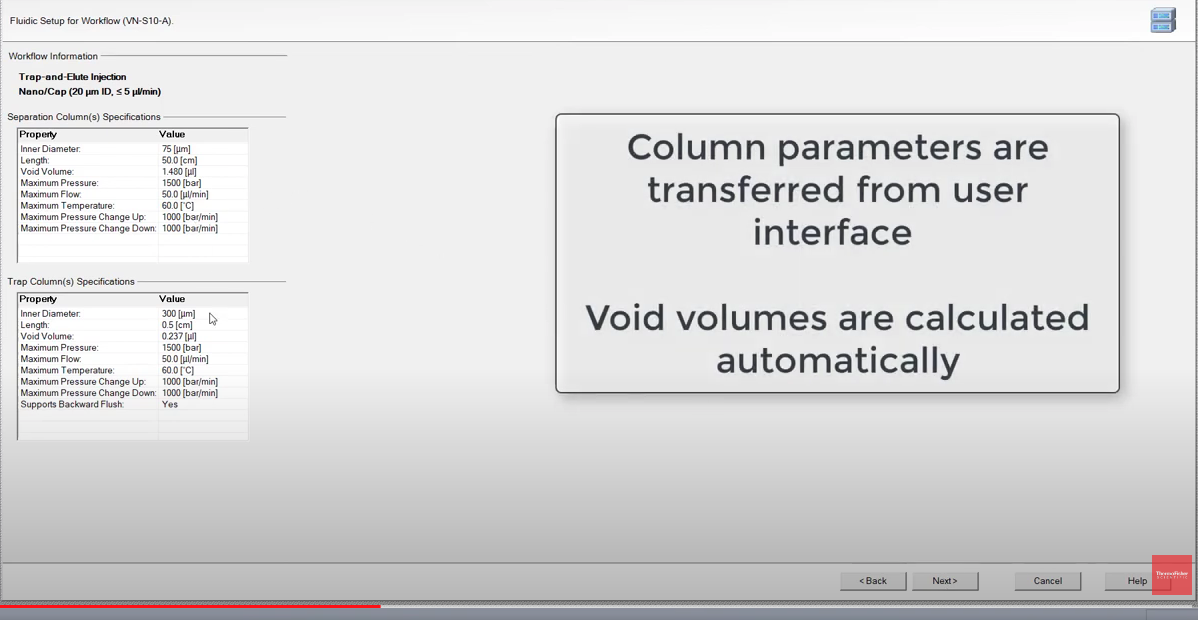 Fluidic Setup for Workflow (VN-S10-A).
Workflow Information
Trap-and-Elute Injection
Nano/Cap (20 µm ID, ≤ 5 µl/min)
Separation Column(s) Specifications
Property Value
Inner Diameter: 75 [µm]
Length: 50.0 [cm]
Void Volume: 1.480 [µl]
Maximum Pressure: 1500 [bar]
Maximum Flow: 50.0 [µl/min]
Maximum Temperature: 60.0 [°C]
Maximum Pressure Change Up: 1000 [bar/min]
Maximum Pressure Change Down: 1000 [bar/min]
Trap Column(s) Specifications
Property Value
Inner Diameter: 300 [µm]
Length: 0.5 [cm]
Void Volume: 0.237 [µl]
Maximum Pressure: 1500 [bar]
Maximum Flow: 50.0 [µl/min]
Maximum Temperature: 60.0 [°C]
Maximum Pressure Change Up: 1000 [bar/min]
Maximum Pressure Change Down: 1000 [bar/min]
Supports Backward Flush: Yes
Column parameters are
transferred from user
interface
Void volumes are calculated
automatically
< Back Next > Cancel Help
ThermoFisher
SCIENTIFIC